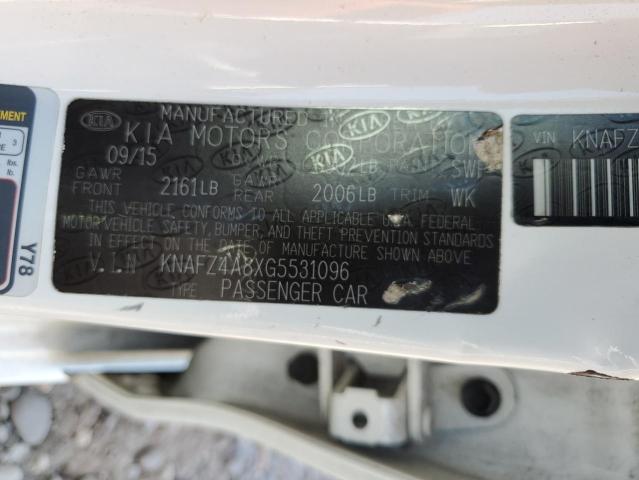 MANUFACTURED
KIA MOTORS CORPORATION
09/15
GAWR
FRONT 2161LB REAR 2006LB TRIM: WK
THIS VEHICLE CONFORMS TO ALL APPLICABLE U.S. FEDERAL
MOTOR VEHICLE SAFETY, BUMPER, AND THEFT PREVENTION
STANDARDS IN EFFECT ON THE DATE OF MANUFACTURE SHOWN ABOVE
V.I.N KNAFZ4A8XG5531096
TYPE PASSENGER CAR
Y78
VIN KNAFZ